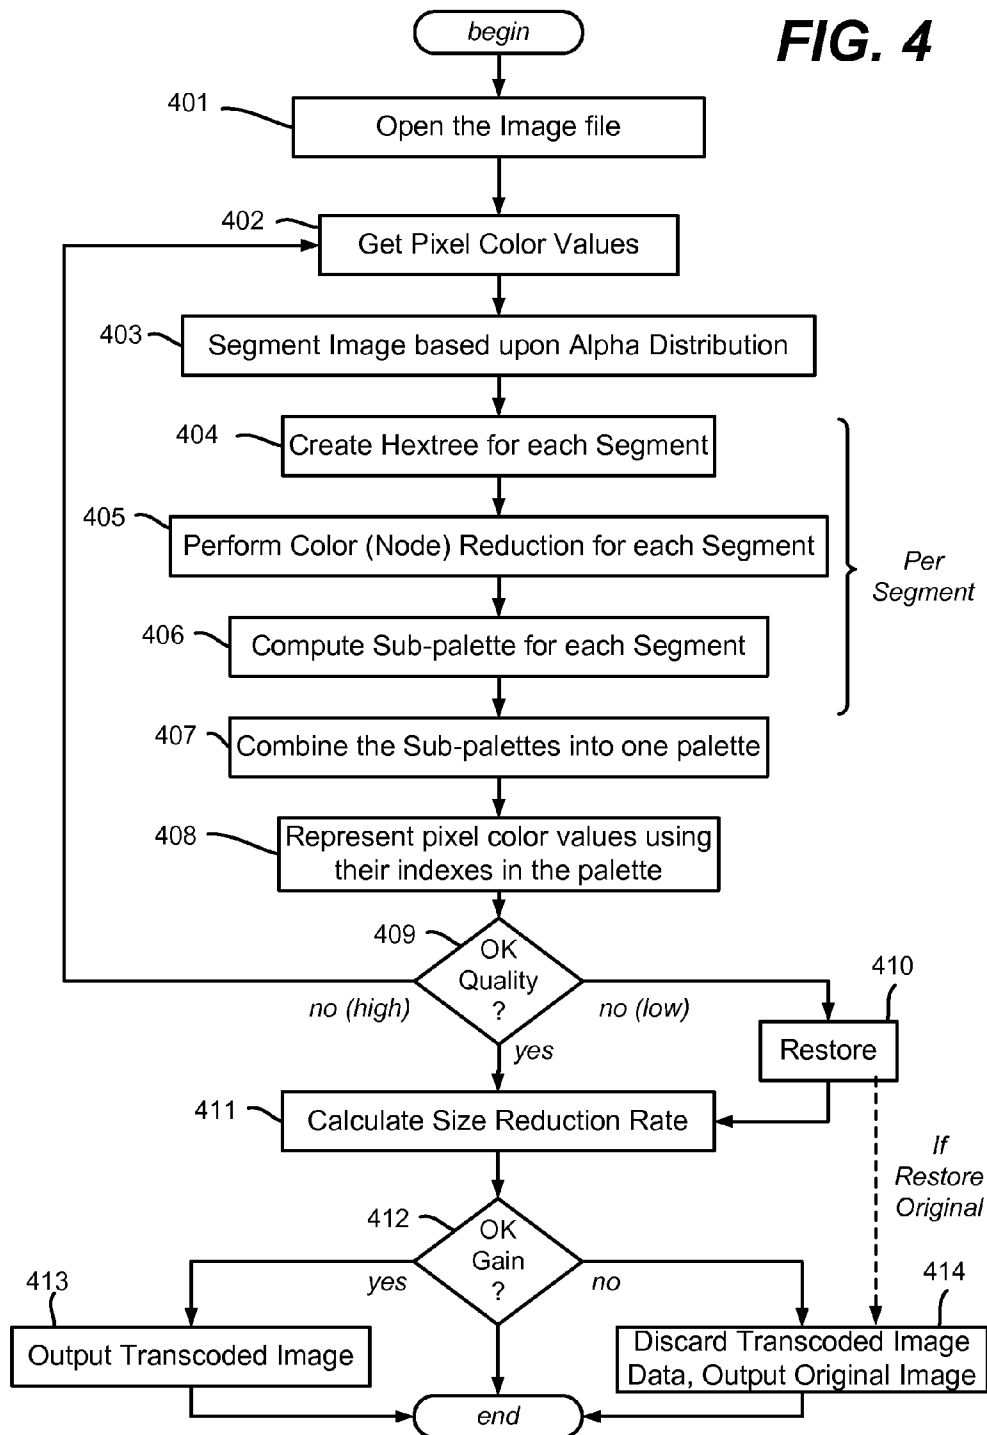 begin
FIG. 4
401
Open the Image file
402
Get Pixel Color Values
403
Segment Image based upon Alpha Distribution
404
Create Hextree for each Segment
405
Perform Color (Node) Reduction for each Segment
Per
Segment
406
Compute Sub-palette for each Segment
407
Combine the Sub-palettes into one palette
408
Represent pixel color values using
their indexes in the palette
409
OK
Quality
?
no (high)
no (low)
yes
410
Restore
411
Calculate Size Reduction Rate
If
Restore
Original
412
OK
Gain
?
yes
no
413
Output Transcoded Image
414
Discard Transcoded Image
Data, Output Original Image
end